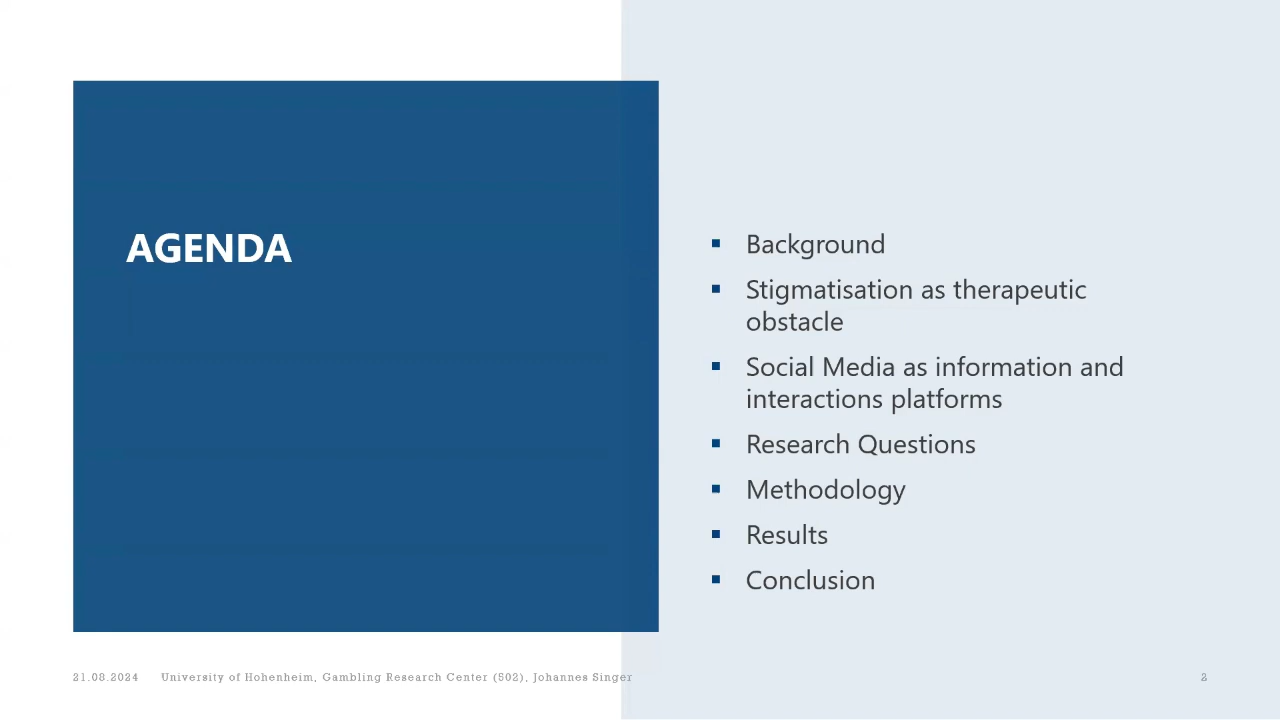 AGENDA
Background
Stigmatisation as therapeutic
obstacle
Social Media as information and
interactions platforms
Research Questions
Methodology
Results
Conclusion
21.08.2024 University of Hohenheim, Gambling Research Center (502), Johannes Singer
2